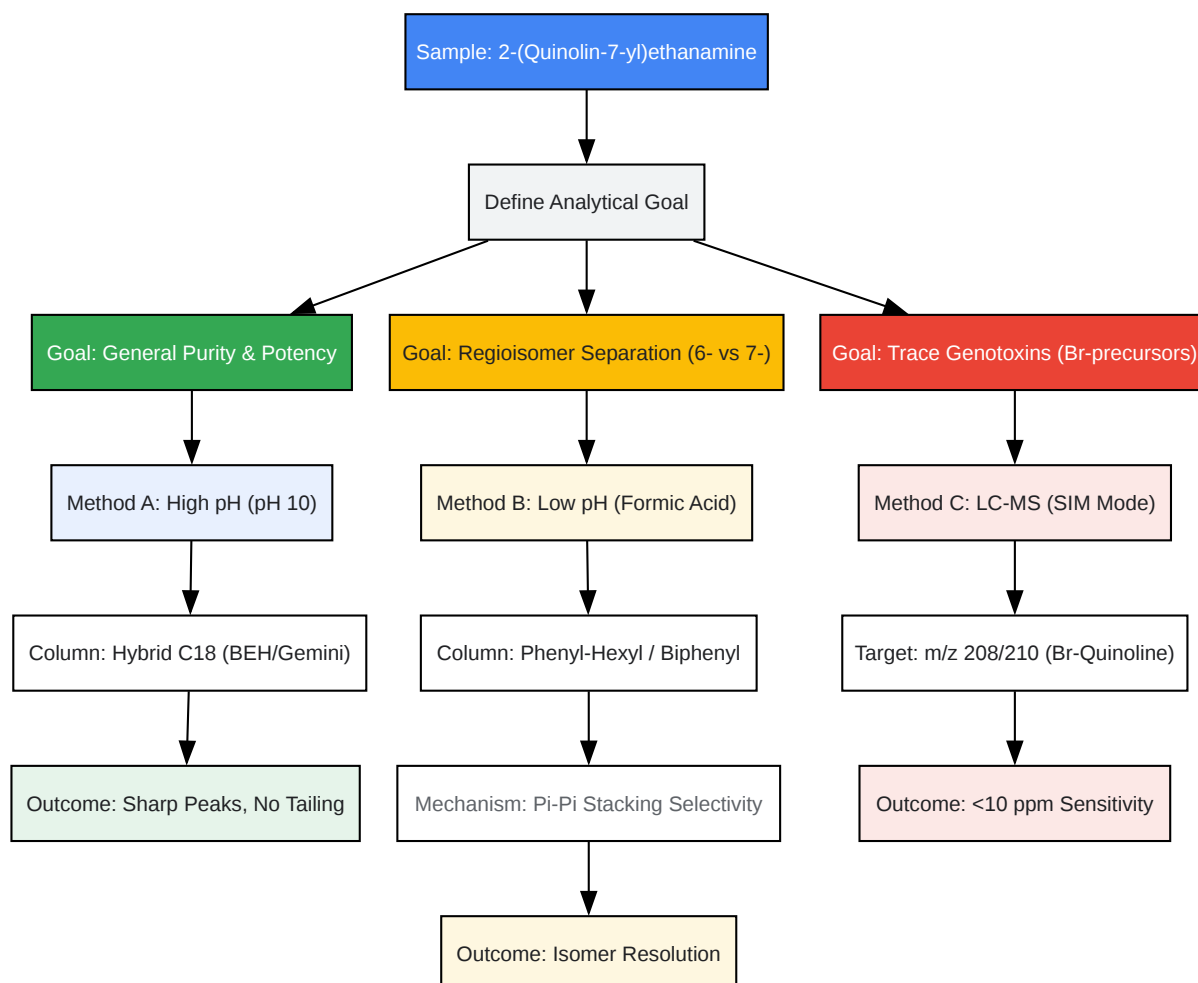 Sample: 2-(Quinolin-7-yl)ethanamine
Define Analytical Goal
Goal: General Purity & Potency
Goal: Regioisomer Separation (6- vs 7-)
Goal: Trace Genotoxins (Br-precursors)
Method A: High pH (pH 10)
Method B: Low pH (Formic Acid)
Method C: LC-MS (SIM Mode)
Column: Hybrid C18 (BEH/Gemini)
Column: Phenyl-Hexyl / Biphenyl
Target: m/z 208/210 (Br-Quinoline)
Outcome: Sharp Peaks, No Tailing
Mechanism: Pi-Pi Stacking Selectivity
Outcome: <10 ppm Sensitivity
Outcome: Isomer Resolution